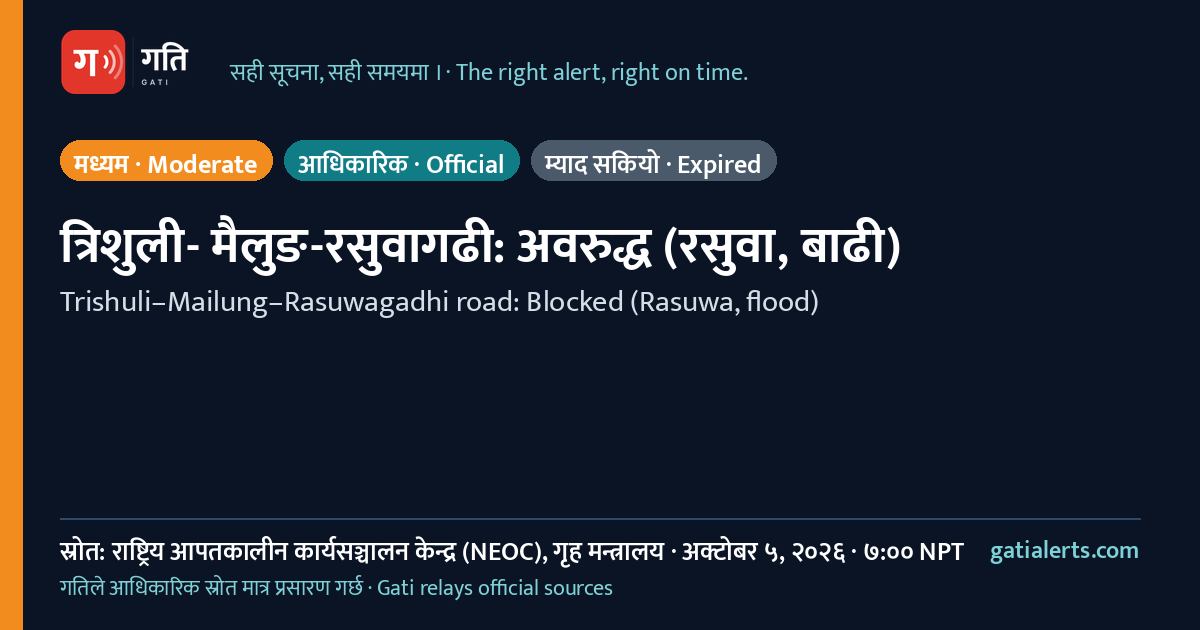 ग गति
GATI
सही सूचना, सही समयमा । · The right alert, right on time.
मध्यम · Moderate आधिकारिक · Official म्याद सकियो · Expired
त्रिशुली- मैलुङ-रसुवागढी: अवरुद्ध (रसुवा, बाढी)
Trishuli–Mailung–Rasuwagadhi road: Blocked (Rasuwa, flood)
स्रोत: राष्ट्रिय आपतकालीन कार्यसञ्चालन केन्द्र (NEOC), गृह मन्त्रालय · अक्टोबर ५, २०२६ · ७:०० NPT gatialerts.com
गतिले आधिकारिक स्रोत मात्र प्रसारण गर्छ · Gati relays official sources